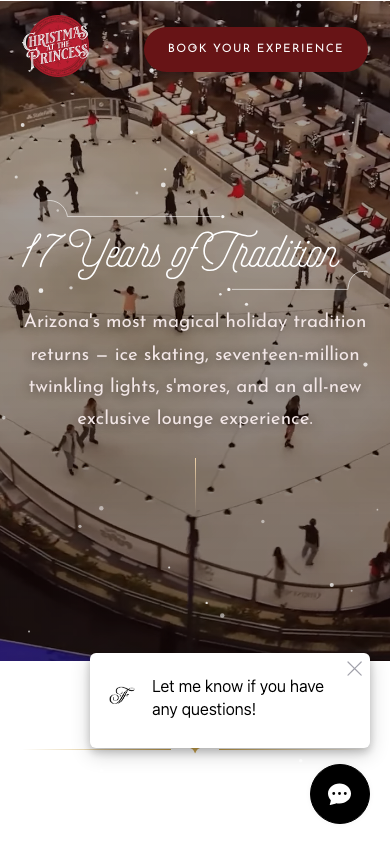 CHRISTMAS
AT THE
PRINCESS
BOOK YOUR EXPERIENCE
17 Years of Tradition
Arizona's most magical holiday tradition
returns — ice skating, seventeen-million
twinkling lights, s'mores, and an all-new
exclusive lounge experience.
Let me know if you have
any questions!